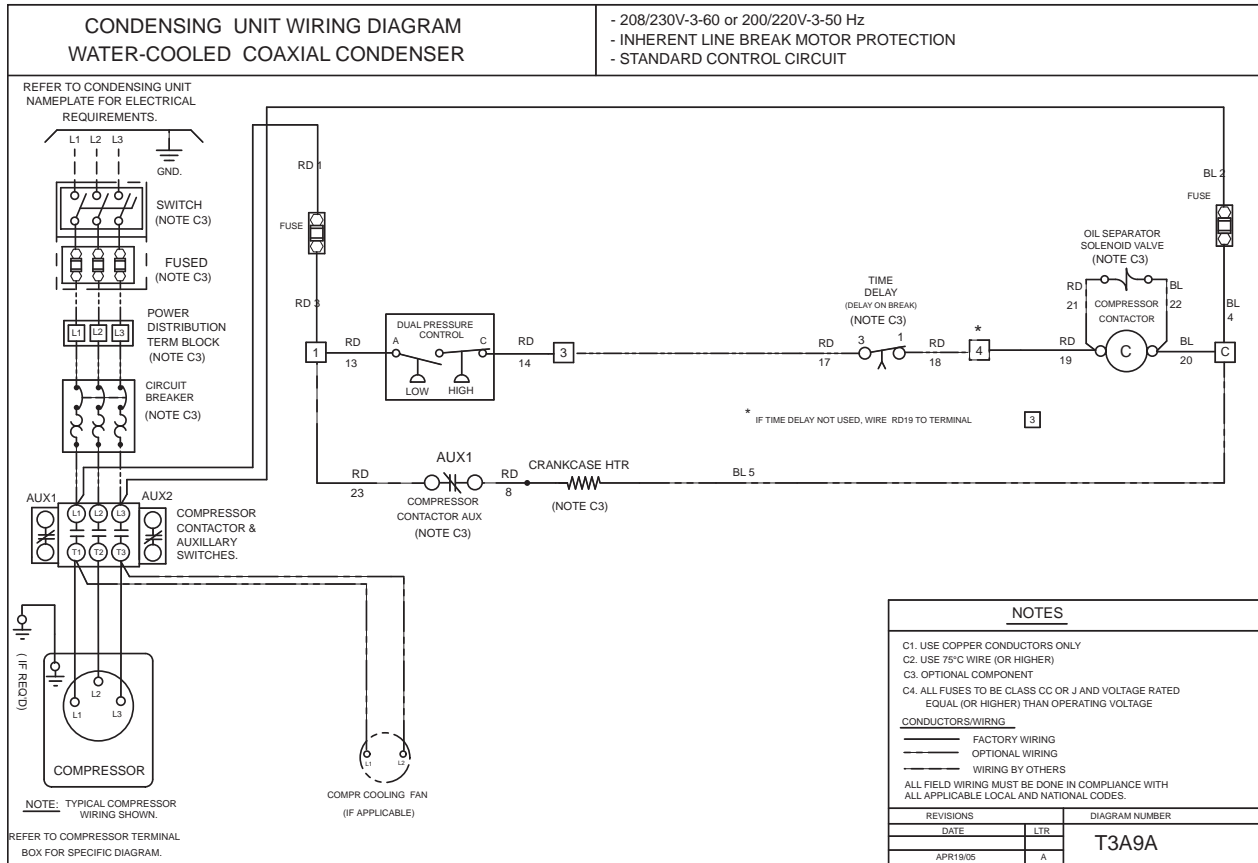 CONDENSING UNIT WIRING DIAGRAM
WATER-COOLED COAXIAL CONDENSER
- 208/230V-3-60 or 200/220V-3-50 Hz
- INHERENT LINE BREAK MOTOR PROTECTION
- STANDARD CONTROL CIRCUIT
REFER TO CONDENSING UNIT
NAMEPLATE FOR ELECTRICAL
REQUIREMENTS.
L1 L2 L3
GND.
SWITCH
(NOTE C3)
FUSED
(NOTE C3)
L1 L2 L3
POWER
DISTRIBUTION
TERM BLOCK
(NOTE C3)
CIRCUIT
BREAKER
(NOTE C3)
AUX1
AUX2
L1 L2 L3
T1 T2 T3
COMPRESSOR
CONTACTOR &
AUXILLARY
SWITCHES.
( IF REQ'D)
L2
L1
L3
COMPRESSOR
NOTE: TYPICAL COMPRESSOR
WIRING SHOWN.
REFER TO COMPRESSOR TERMINAL
BOX FOR SPECIFIC DIAGRAM.
RD 1
FUSE
RD 3
1
RD
13
DUAL PRESSURE
CONTROL
A
C
LOW
HIGH
RD
14
3
RD
17
TIME
DELAY
(DELAY ON BREAK)
(NOTE C3)
3 1
RD
18
*
4
RD
19
OIL SEPARATOR
SOLENOID VALVE
(NOTE C3)
RD
21
BL
22
COMPRESSOR
CONTACTOR
C
BL
20
C
BL 2
FUSE
BL
4
* IF TIME DELAY NOT USED, WIRE RD19 TO TERMINAL 3
RD
23
AUX1
COMPRESSOR
CONTACTOR AUX
(NOTE C3)
RD
8
CRANKCASE HTR
(NOTE C3)
BL 5
L1
L2
COMPR COOLING FAN
(IF APPLICABLE)
NOTES
C1. USE COPPER CONDUCTORS ONLY
C2. USE 75°C WIRE (OR HIGHER)
C3. OPTIONAL COMPONENT
C4. ALL FUSES TO BE CLASS CC OR J AND VOLTAGE RATED
EQUAL (OR HIGHER) THAN OPERATING VOLTAGE
CONDUCTORS/WIRNG
FACTORY WIRING
OPTIONAL WIRING
WIRING BY OTHERS
ALL FIELD WIRING MUST BE DONE IN COMPLIANCE WITH
ALL APPLICABLE LOCAL AND NATIONAL CODES.
REVISIONS
DIAGRAM NUMBER
DATE
LTR
T3A9A
APR19/05
A